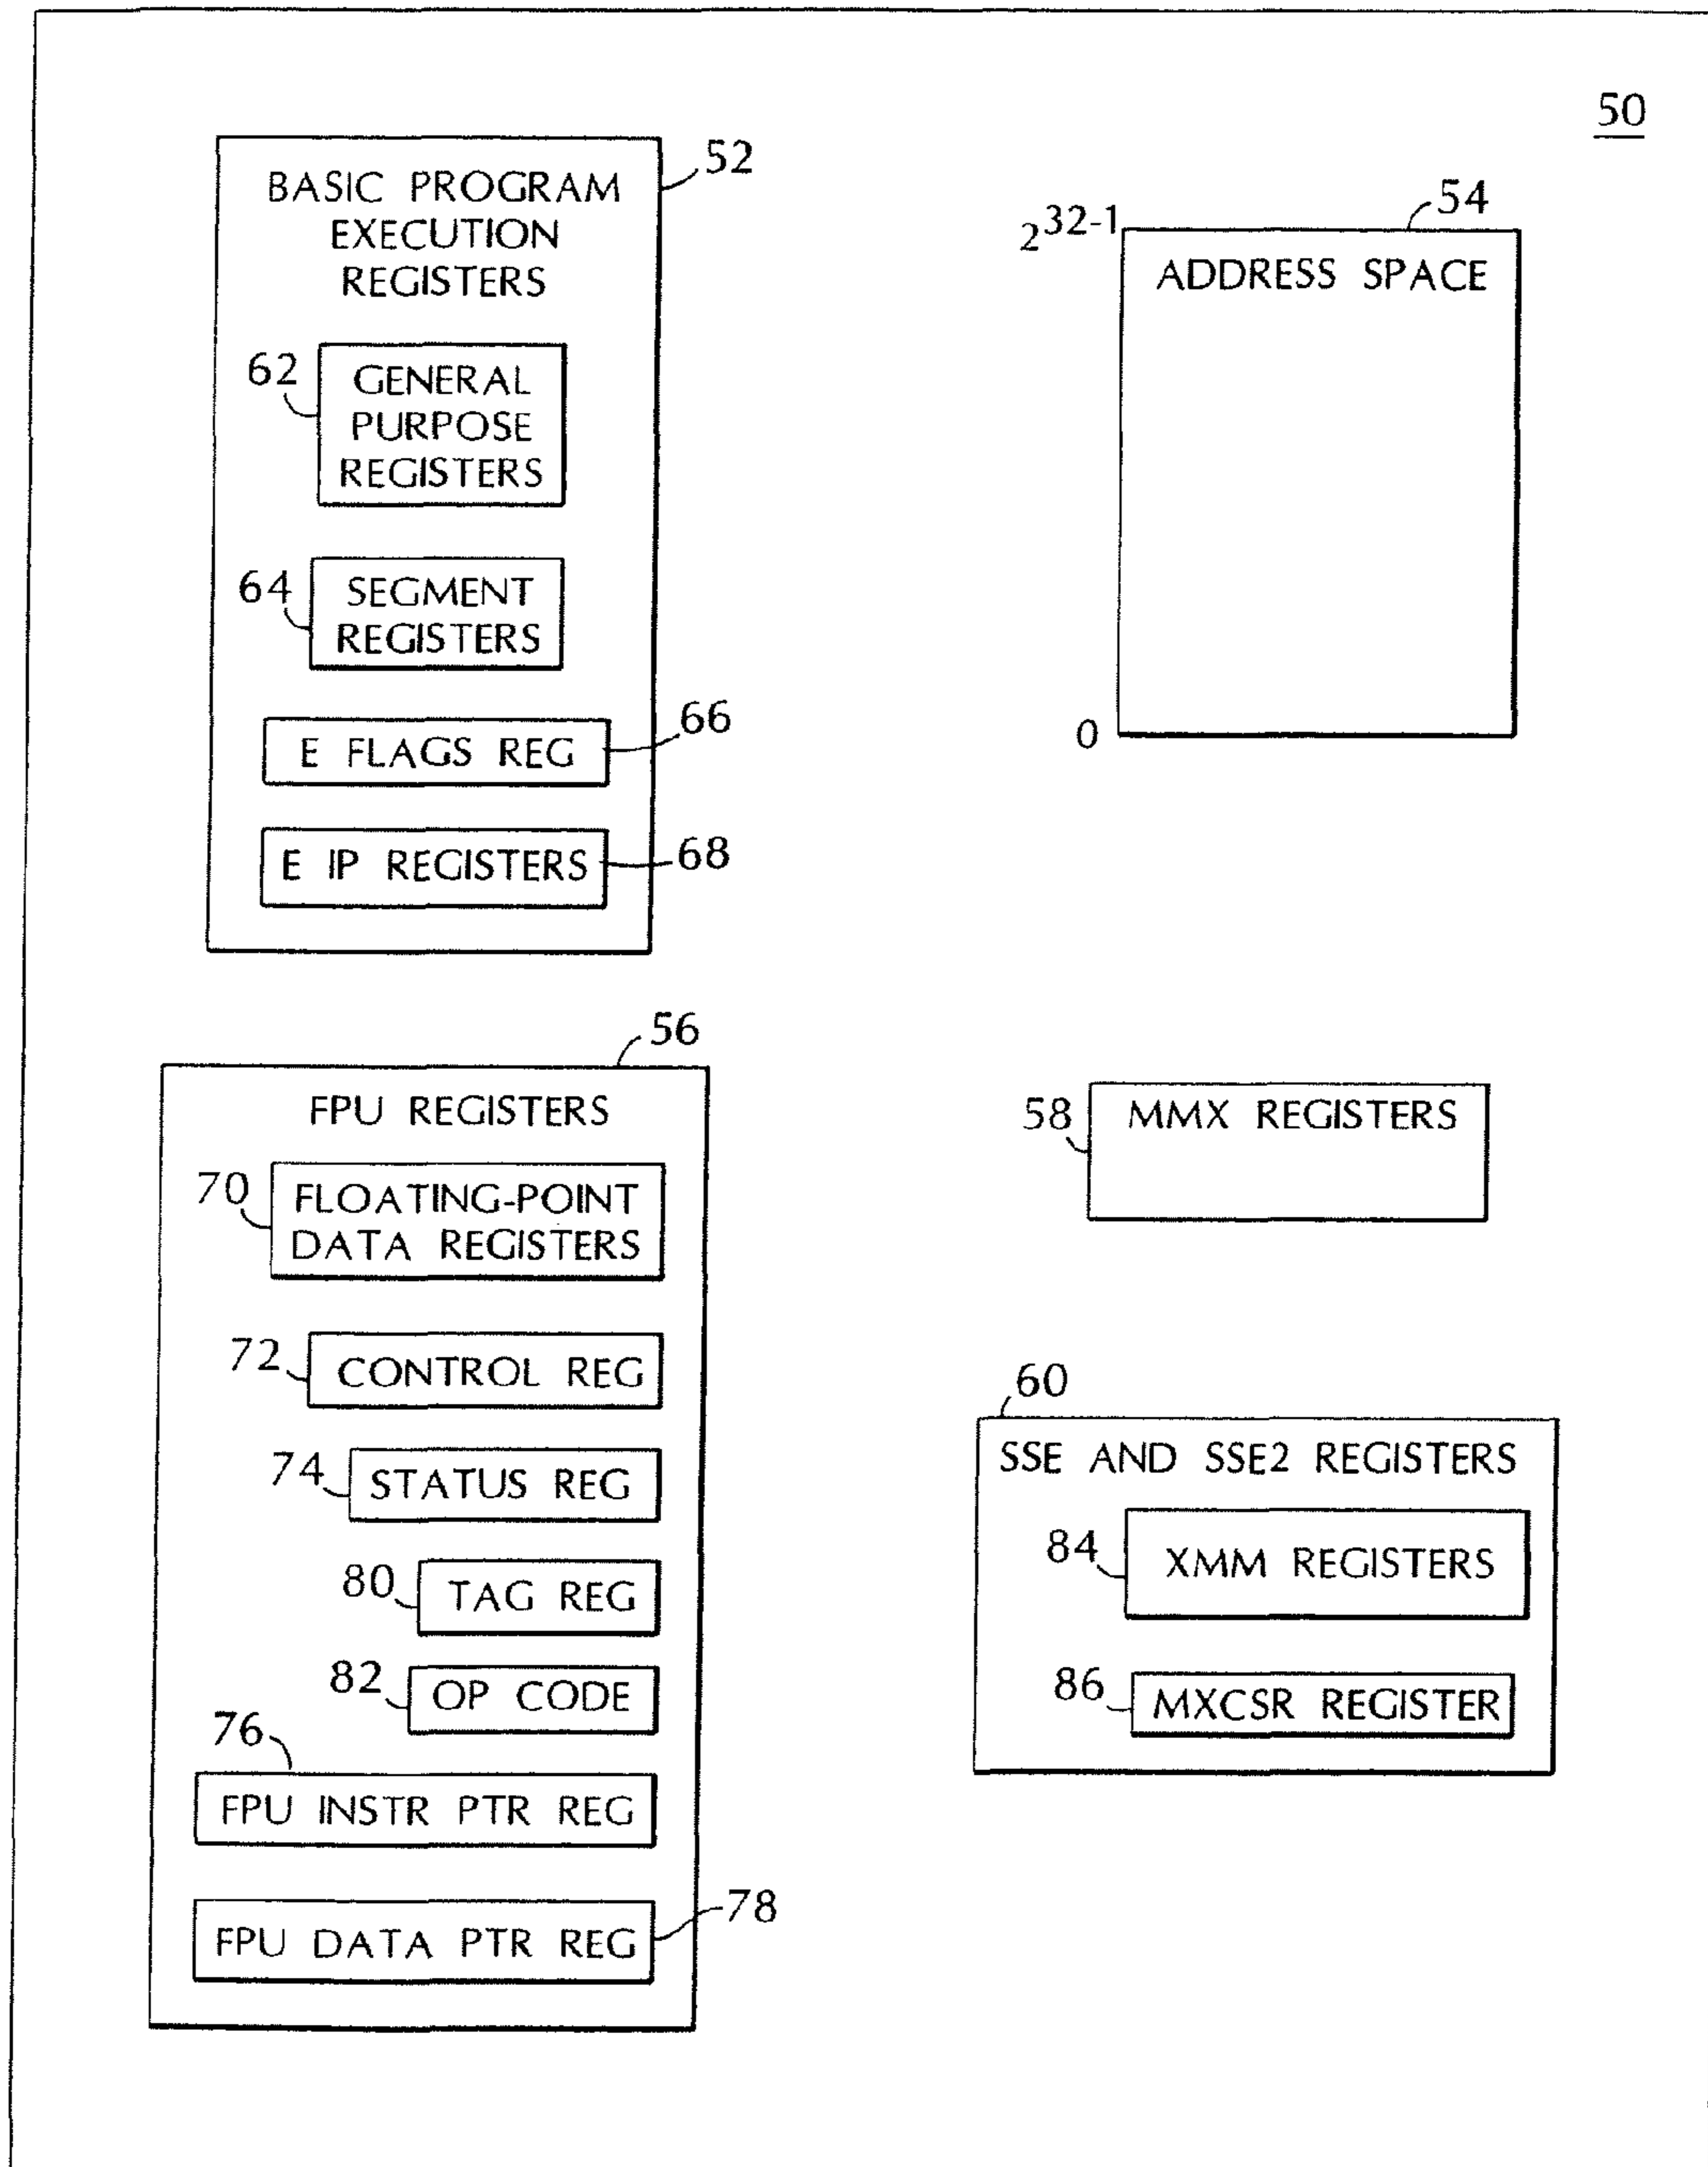 50
52
BASIC PROGRAM
EXECUTION
REGISTERS
62
GENERAL
PURPOSE
REGISTERS
64
SEGMENT
REGISTERS
66
E FLAGS REG
68
E IP REGISTERS
54
2^32-1
ADDRESS SPACE
0
56
FPU REGISTERS
70
FLOATING-POINT
DATA REGISTERS
72
CONTROL REG
74
STATUS REG
80
TAG REG
82
OP CODE
76
FPU INSTR PTR REG
78
FPU DATA PTR REG
58
MMX REGISTERS
60
SSE AND SSE2 REGISTERS
84
XMM REGISTERS
86
MXCSR REGISTER